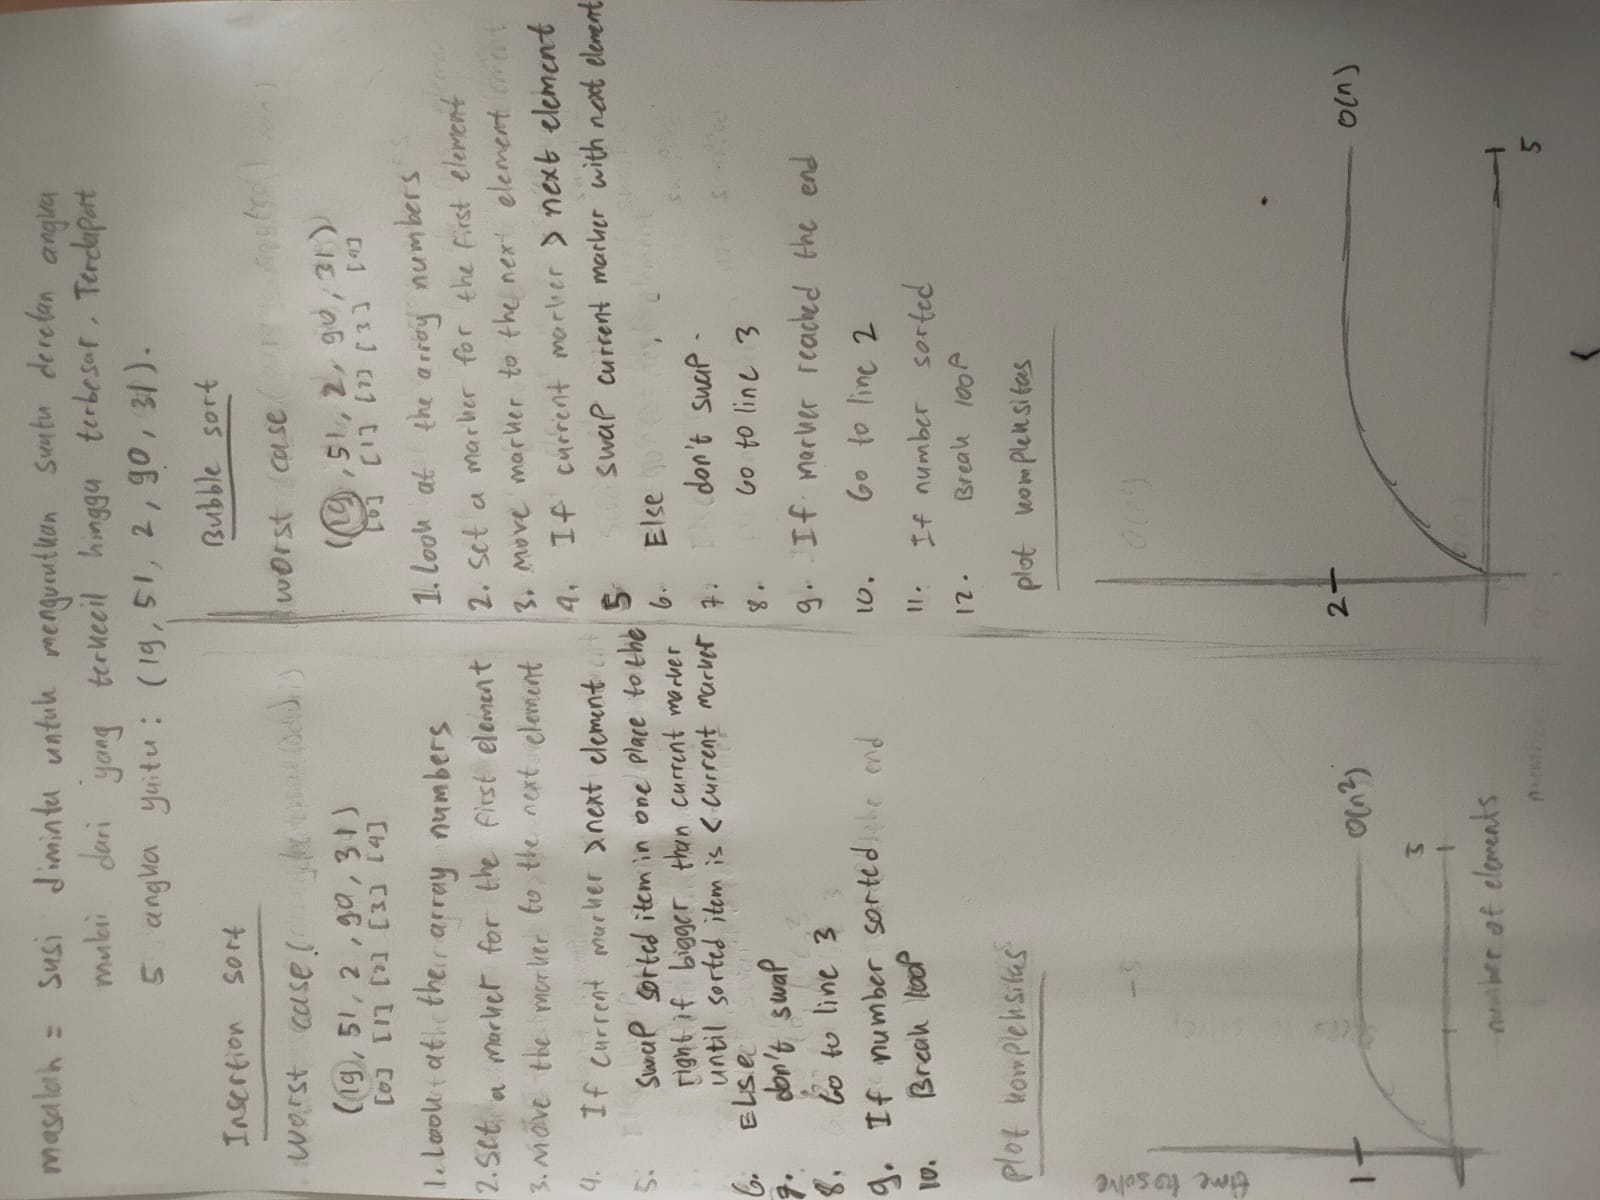 masalah = Susi diminta untuk mengurutkan suatu deretan angka
mulai dari yang terkecil hingga terbesar, Terdapat
5 angka yaitu : (19, 51, 2, 90, 31).
Insertion sort
worst case (
(19, 51, 2, 90, 31)
[0] [1] [2] [3] [4]
1. Look at the array numbers
2. Set a marker for the first element
3. Move the marker to the next element
4. If current marker > next element
5. swap sorted item in one place to the
right if bigger than current marker
until sorted item is < current marker
6. Else
7. don't swap
8. Go to line 3
9. If number sorted the end
10. Break loop
plot kompleksitas
time to solve
1
O(n²)
5
number of elements
Bubble sort
worst case
(19, 51, 2, 90, 31)
[0] [1] [2] [3] [4]
1. Look at the array numbers
2. Set a marker for the first element
3. Move marker to the next element
4. If current marker > next element
5. swap current marker with next element
6. Else
7. don't swap.
8. Go to line 3
9. If marker reached the end
10. Go to line 2
11. If number sorted
12. Break loop
plot kompleksitas
2
O(n)
5